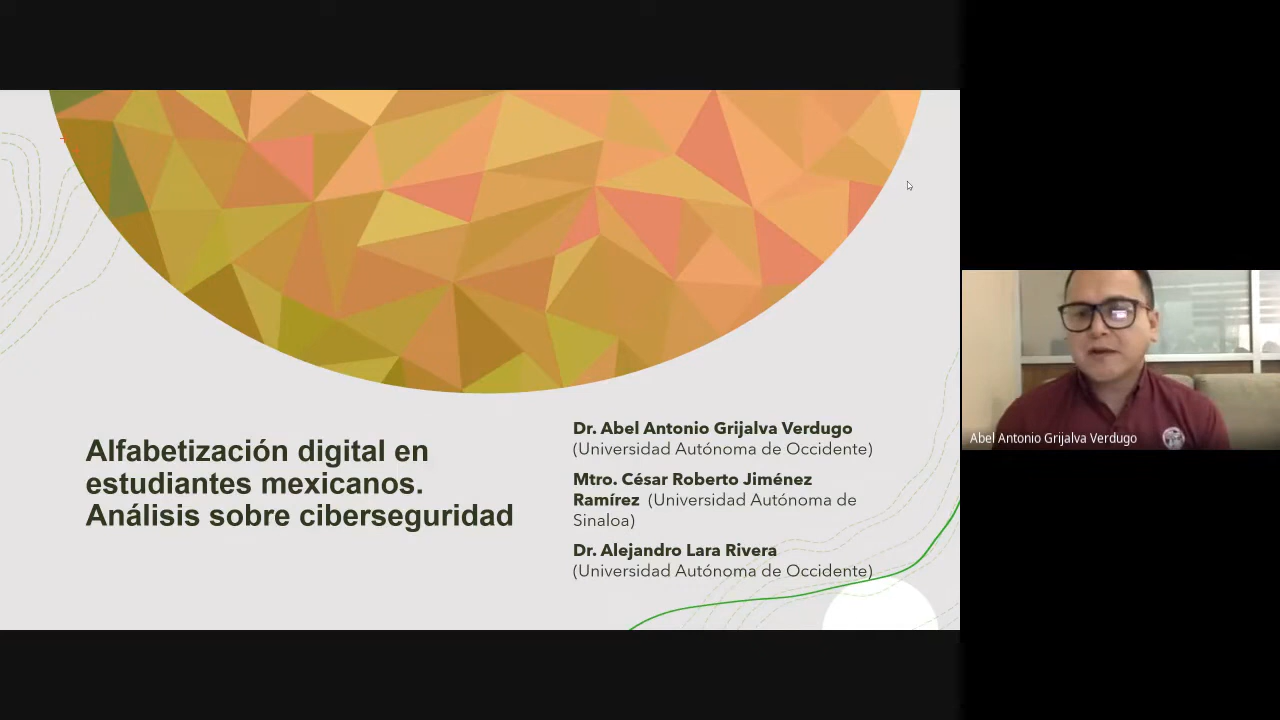 Alfabetización digital en
estudiantes mexicanos.
Análisis sobre ciberseguridad
Dr. Abel Antonio Grijalva Verdugo
(Universidad Autónoma de Occidente)
Mtro. César Roberto Jiménez
Ramírez (Universidad Autónoma de
Sinaloa)
Dr. Alejandro Lara Rivera
(Universidad Autónoma de Occidente)
Abel Antonio Grijalva Verdugo